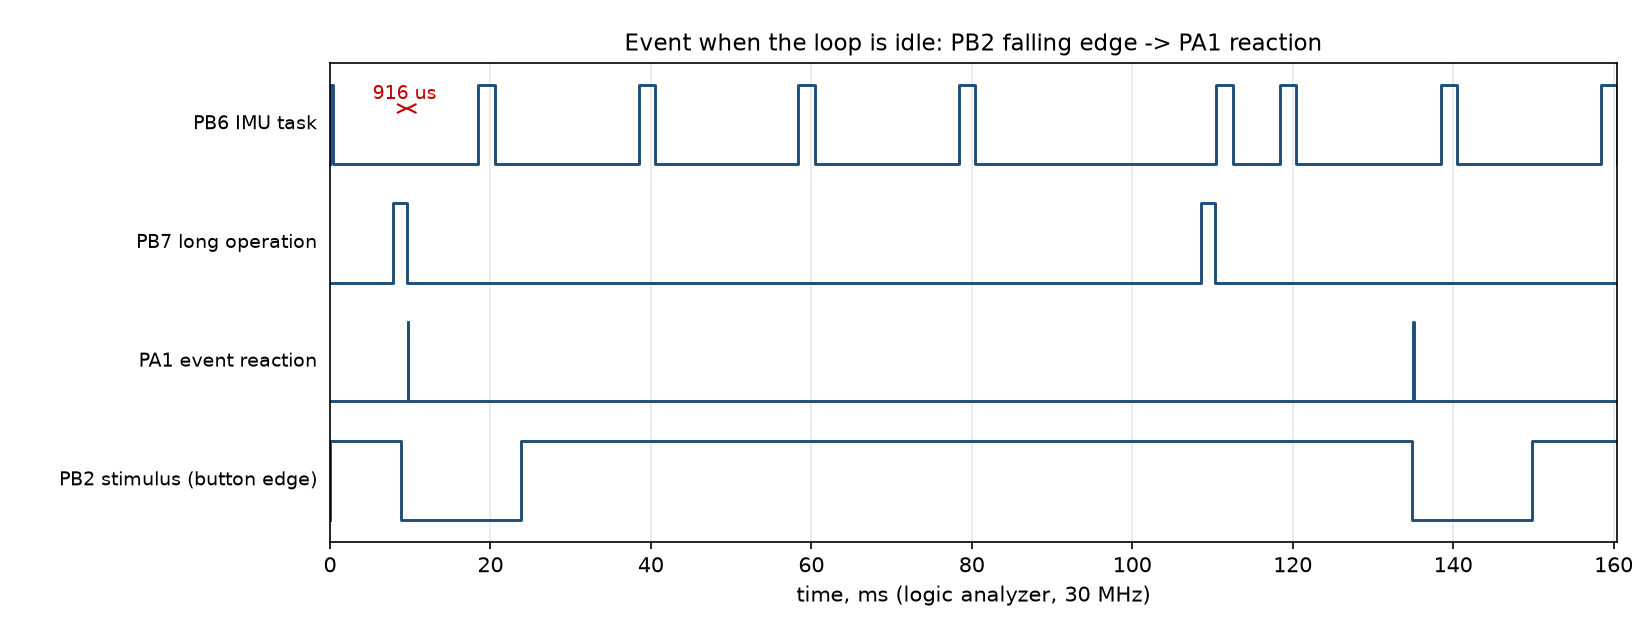 Event when the loop is idle: PB2 falling edge -> PA1 reaction
916 us
PB6 IMU task
PB7 long operation
PA1 event reaction
PB2 stimulus (button edge)
0 20 40 60 80 100 120 140 160
time, ms (logic analyzer, 30 MHz)